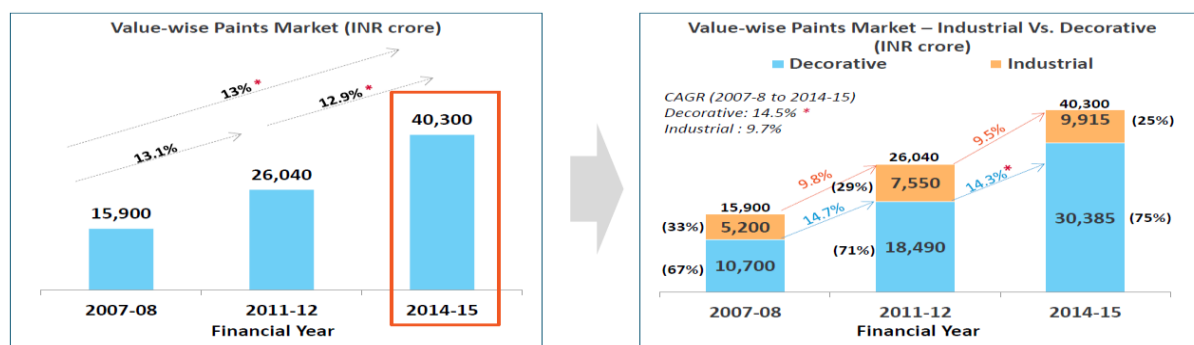 Value-wise Paints Market (INR crore)
13% *
12.9% *
13.1%
40,300
26,040
15,900
2007-08 2011-12 2014-15
Financial Year
Value-wise Paints Market – Industrial Vs. Decorative
(INR crore)
Decorative Industrial
CAGR (2007-8 to 2014-15)
Decorative: 14.5% *
Industrial : 9.7%
40,300
9,915 (25%)
9.5%
26,040
9.8%
(29%) 7,550
14.3%*
15,900
(33%) 5,200
14.7%
30,385 (75%)
(71%) 18,490
(67%) 10,700
2007-08 2011-12 2014-15
Financial Year